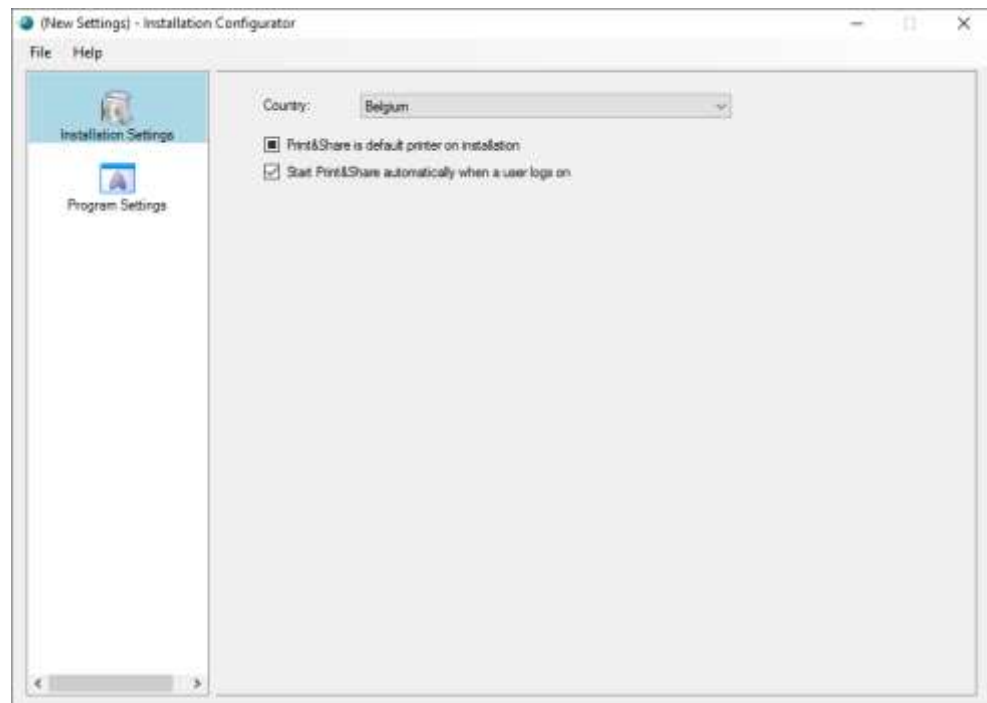 (New Settings) - Installation Configurator
File Help
Installation Settings
Program Settings
Country: Belgium
Print&Share is default printer on installation
Start Print&Share automatically when a user logs on